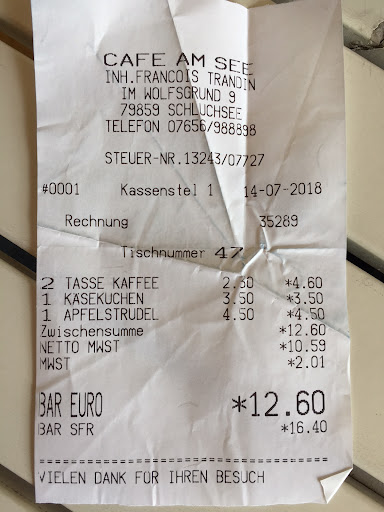 CAFE AM SEE
INH.FRANCOIS TRANDIN
IM WOLFSGRUND 9
79859 SCHLUCHSEE
TELEFON 07656/988898
STEUER-NR.13243/07727
#0001 Kassenstel 1 14-07-2018
Rechnung 35289
Tischnummer 47
2 TASSE KAFFEE 2.30 *4.60
1 KÄSEKUCHEN 3.50 *3.50
1 APFELSTRUDEL 4.50 *4.50
Zwischensumme *12.60
NETTO MWST *10.59
MWST *2.01
BAR EURO *12.60
BAR SFR *16.40
================================
VIELEN DANK FÜR IHREN BESUCH